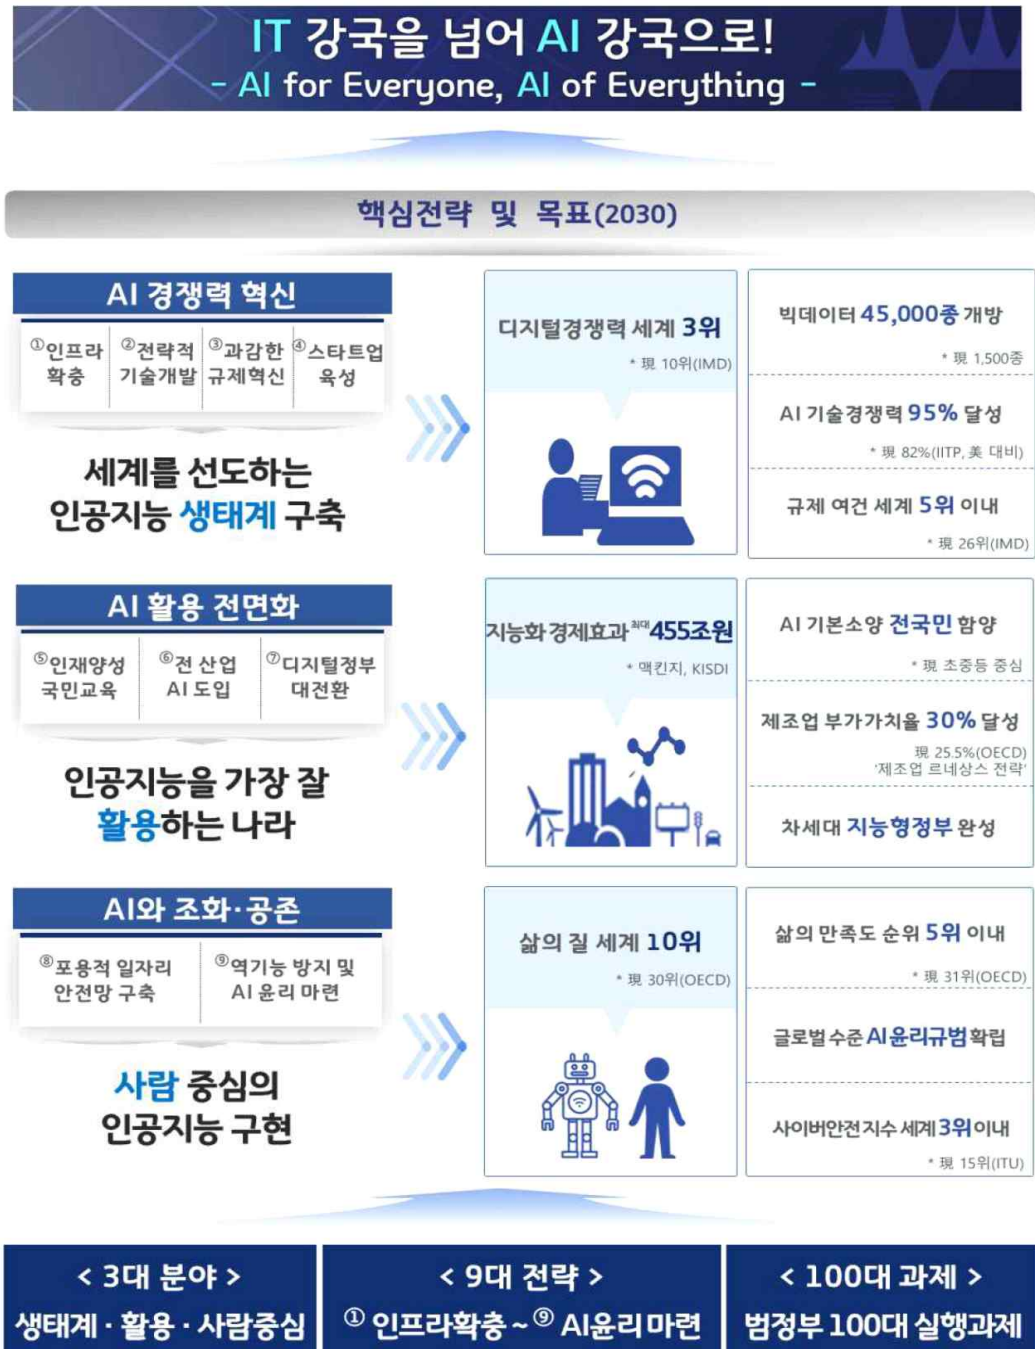 IT 강국을 넘어 AI 강국으로!
- AI for Everyone, AI of Everything -
핵심전략 및 목표(2030)
AI 경쟁력 혁신
①인프라
확충
②전략적
기술개발
③과감한
규제혁신
④스타트업
육성
세계를 선도하는
인공지능 생태계 구축
디지털경쟁력 세계 3위
* 現 10위(IMD)
빅데이터 45,000종 개방
* 現 1,500종
AI 기술경쟁력 95% 달성
* 現 82%(IITP, 美 대비)
규제 여건 세계 5위 이내
* 現 26위(IMD)
AI 활용 전면화
⑤인재양성
국민교육
⑥전 산업
AI 도입
⑦디지털정부
대전환
인공지능을 가장 잘
활용하는 나라
지능화 경제효과 최대 455조원
* 맥킨지, KISDI
AI 기본소양 전국민 함양
* 現 초중등 중심
제조업 부가가치율 30% 달성
現 25.5%(OECD)
'제조업 르네상스 전략'
차세대 지능형정부 완성
AI와 조화·공존
⑧포용적 일자리
안전망 구축
⑨역기능 방지 및
AI 윤리 마련
사람 중심의
인공지능 구현
삶의 질 세계 10위
* 現 30위(OECD)
삶의 만족도 순위 5위 이내
* 現 31위(OECD)
글로벌 수준 AI 윤리규범 확립
사이버안전지수 세계 3위 이내
* 現 15위(ITU)
< 3대 분야 >
생태계 · 활용 · 사람중심
< 9대 전략 >
① 인프라확충 ~ ⑨ AI윤리 마련
< 100대 과제 >
범정부 100대 실행과제